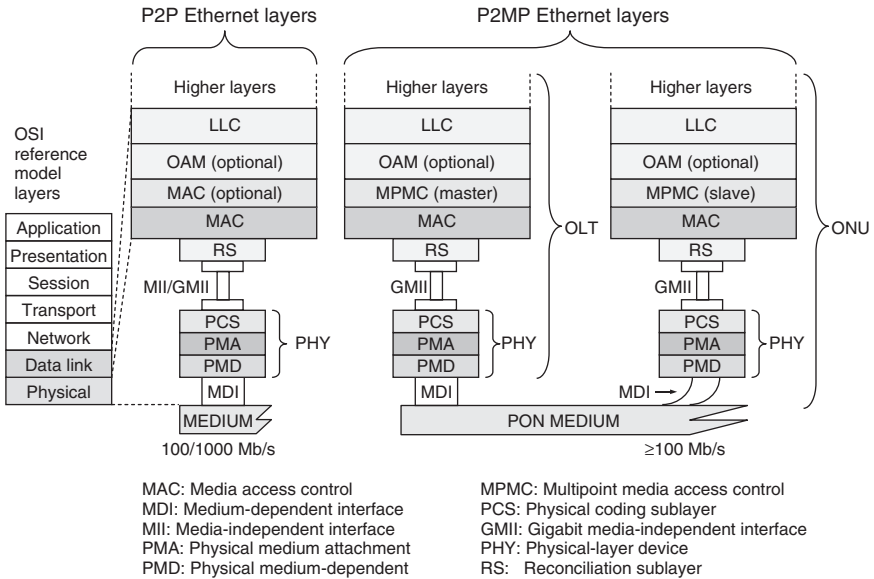 P2P Ethernet layers
P2MP Ethernet layers
OSI
reference
model
layers
Application
Presentation
Session
Transport
Network
Data link
Physical
Higher layers
LLC
OAM (optional)
MAC (optional)
MAC
RS
MII/GMII
PCS
PMA
PMD
PHY
MDI
MEDIUM
100/1000 Mb/s
Higher layers
LLC
OAM (optional)
MPMC (master)
MAC
RS
GMII
PCS
PMA
PMD
PHY
MDI
OLT
Higher layers
LLC
OAM (optional)
MPMC (slave)
MAC
RS
GMII
PCS
PMA
PMD
PHY
MDI
ONU
PON MEDIUM
≥100 Mb/s
MAC: Media access control
MDI: Medium-dependent interface
MII: Media-independent interface
PMA: Physical medium attachment
PMD: Physical medium-dependent
MPMC: Multipoint media access control
PCS: Physical coding sublayer
GMII: Gigabit media-independent interface
PHY: Physical-layer device
RS: Reconciliation sublayer